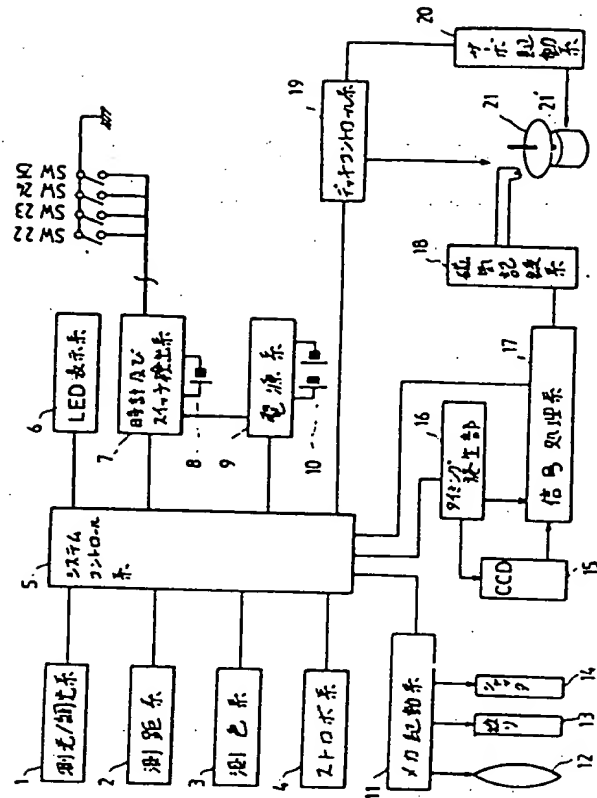 1
測光/調光系
2
測距系
3
測色系
4
ストロボ系
5
システム
コントロール
系
6
LED表示系
7
時計及び
スイッチ検出系
8
9
電源系
10
SW 22
SW 23
SW 24
SW 25
11
メカ駆動系
12
13
絞り
14
シャッタ
CCD
15
16
タイミング
発生部
17
信号処理系
18
磁気記録
系
19
デッキコントロール系
20
サーボ駆動系
21
21'